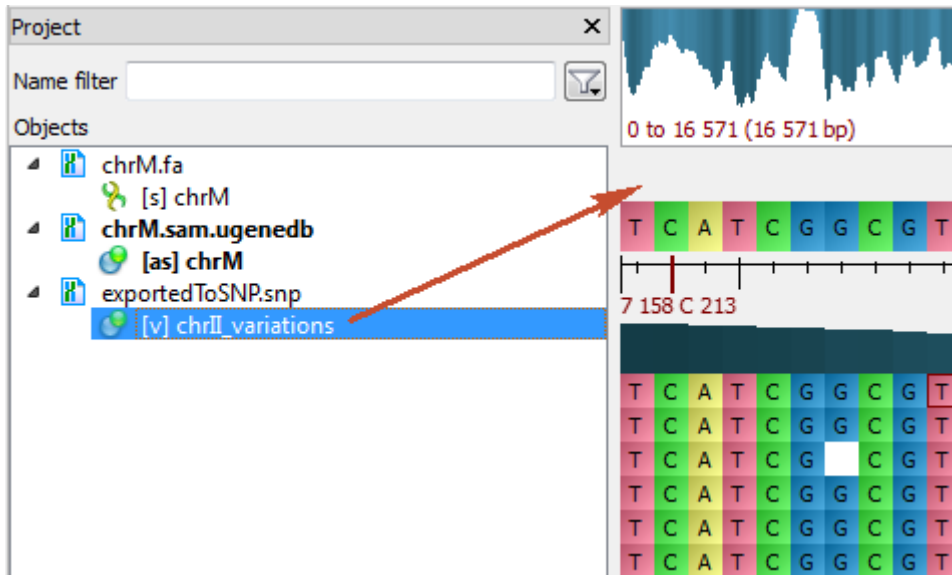 Project
Name filter
Objects
chrM.fa
[s] chrM
chrM.sam.ugenedb
[as] chrM
exportedToSNP.snp
[v] chrII_variations
0 to 16 571 (16 571 bp)
T C A T C G G C G T
7 158 C 213
T C A T C G G C G T
T C A T C G G C G T
T C A T C G C G T
T C A T C G G C G T
T C A T C G G C G T
T C A T C G G C G T